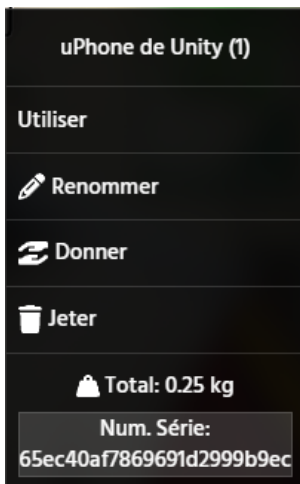 uPhone de Unity (1)
Utiliser
Renommer
Donner
Jeter
Total: 0.25 kg
Num. Série:
65ec40af7869691d2999b9ec